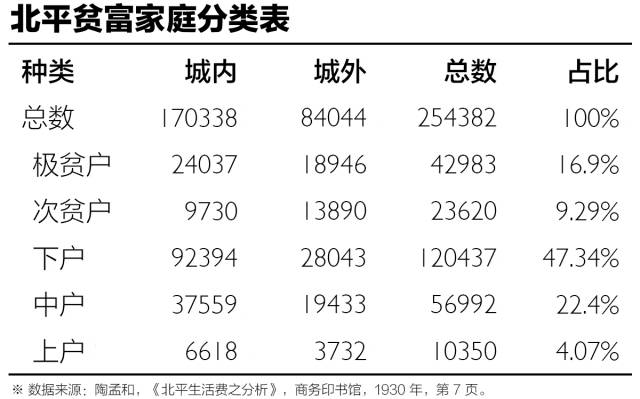 北平贫富家庭分类表
种类 城内 城外 总数 占比
总数 170338 84044 254382 100%
极贫户 24037 18946 42983 16.9%
次贫户 9730 13890 23620 9.29%
下户 92394 28043 120437 47.34%
中户 37559 19433 56992 22.4%
上户 6618 3732 10350 4.07%
※ 数据来源：陶孟和，《北平生活费之分析》，商务印书馆，1930 年，第 7 页。